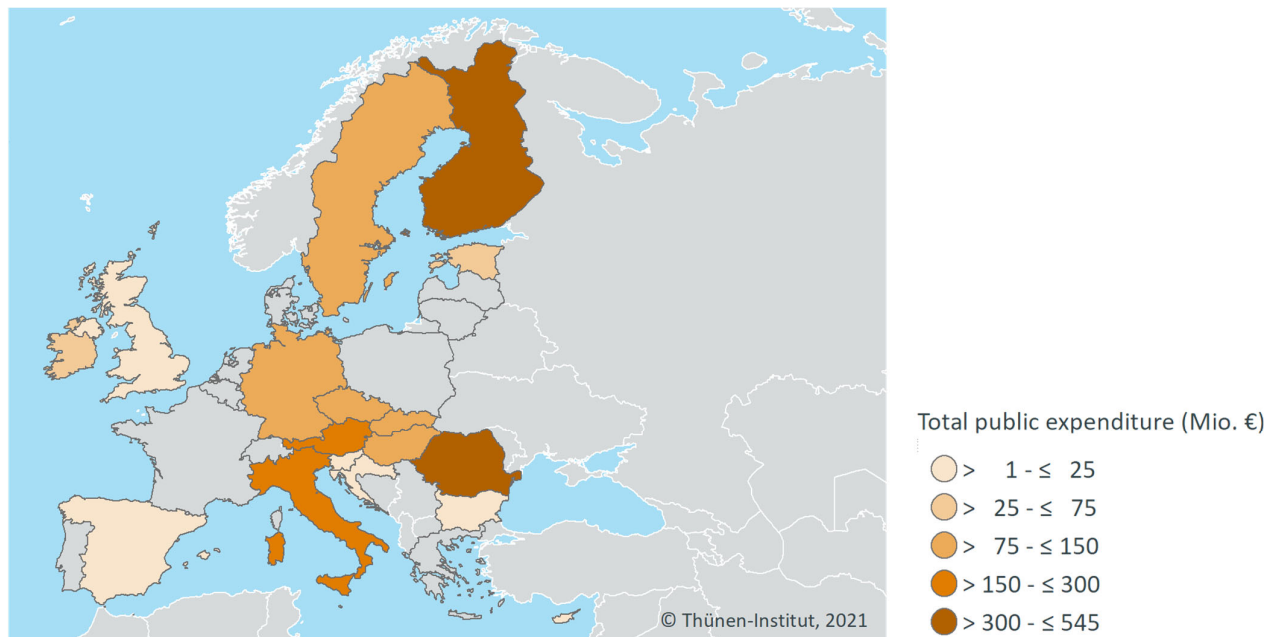 Total public expenditure (Mio. €)
> 1 - ≤ 25
> 25 - ≤ 75
> 75 - ≤ 150
> 150 - ≤ 300
> 300 - ≤ 545
© Thünen-Institut, 2021